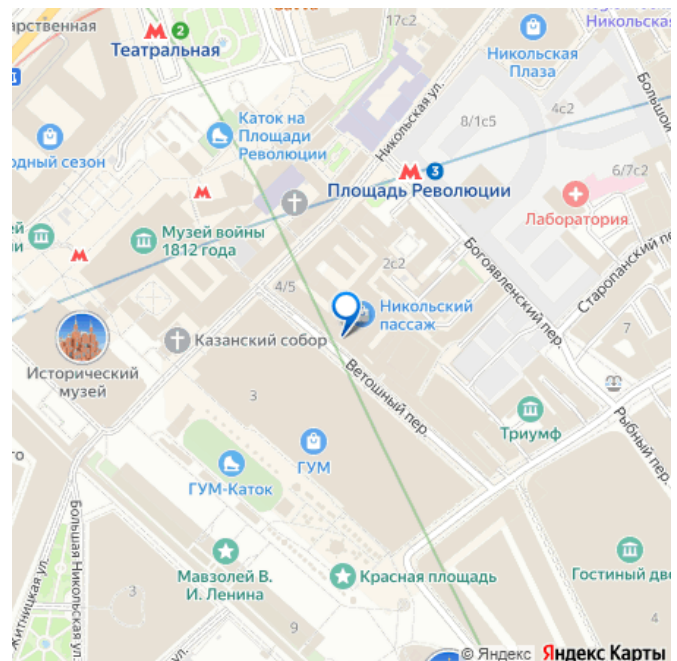 17с2
арственная
2
Театральная
Никольская
Никольская
Плаза
Большой
Каток на
Площади
Революции
Никольская ул.
8/1с5
4с2
6/7с2
одный сезон
3
Площадь Революции
Лаборатория
Музей войны
1812 года
Старопанский пе
Богоявленский пер.
2с2
4/5
Никольский
пассаж
7
Казанский собор
Исторический
музей
Ветошный пер.
3
Триумф
Рыбный пер.
ГУМ
ГУМ-Каток
Большая Никольская ул.
Житницкая ул.
Мавзолей В.
И. Ленина
Красная площадь
Гостиный дво
3
9
4
© Яндекс Яндекс Карты